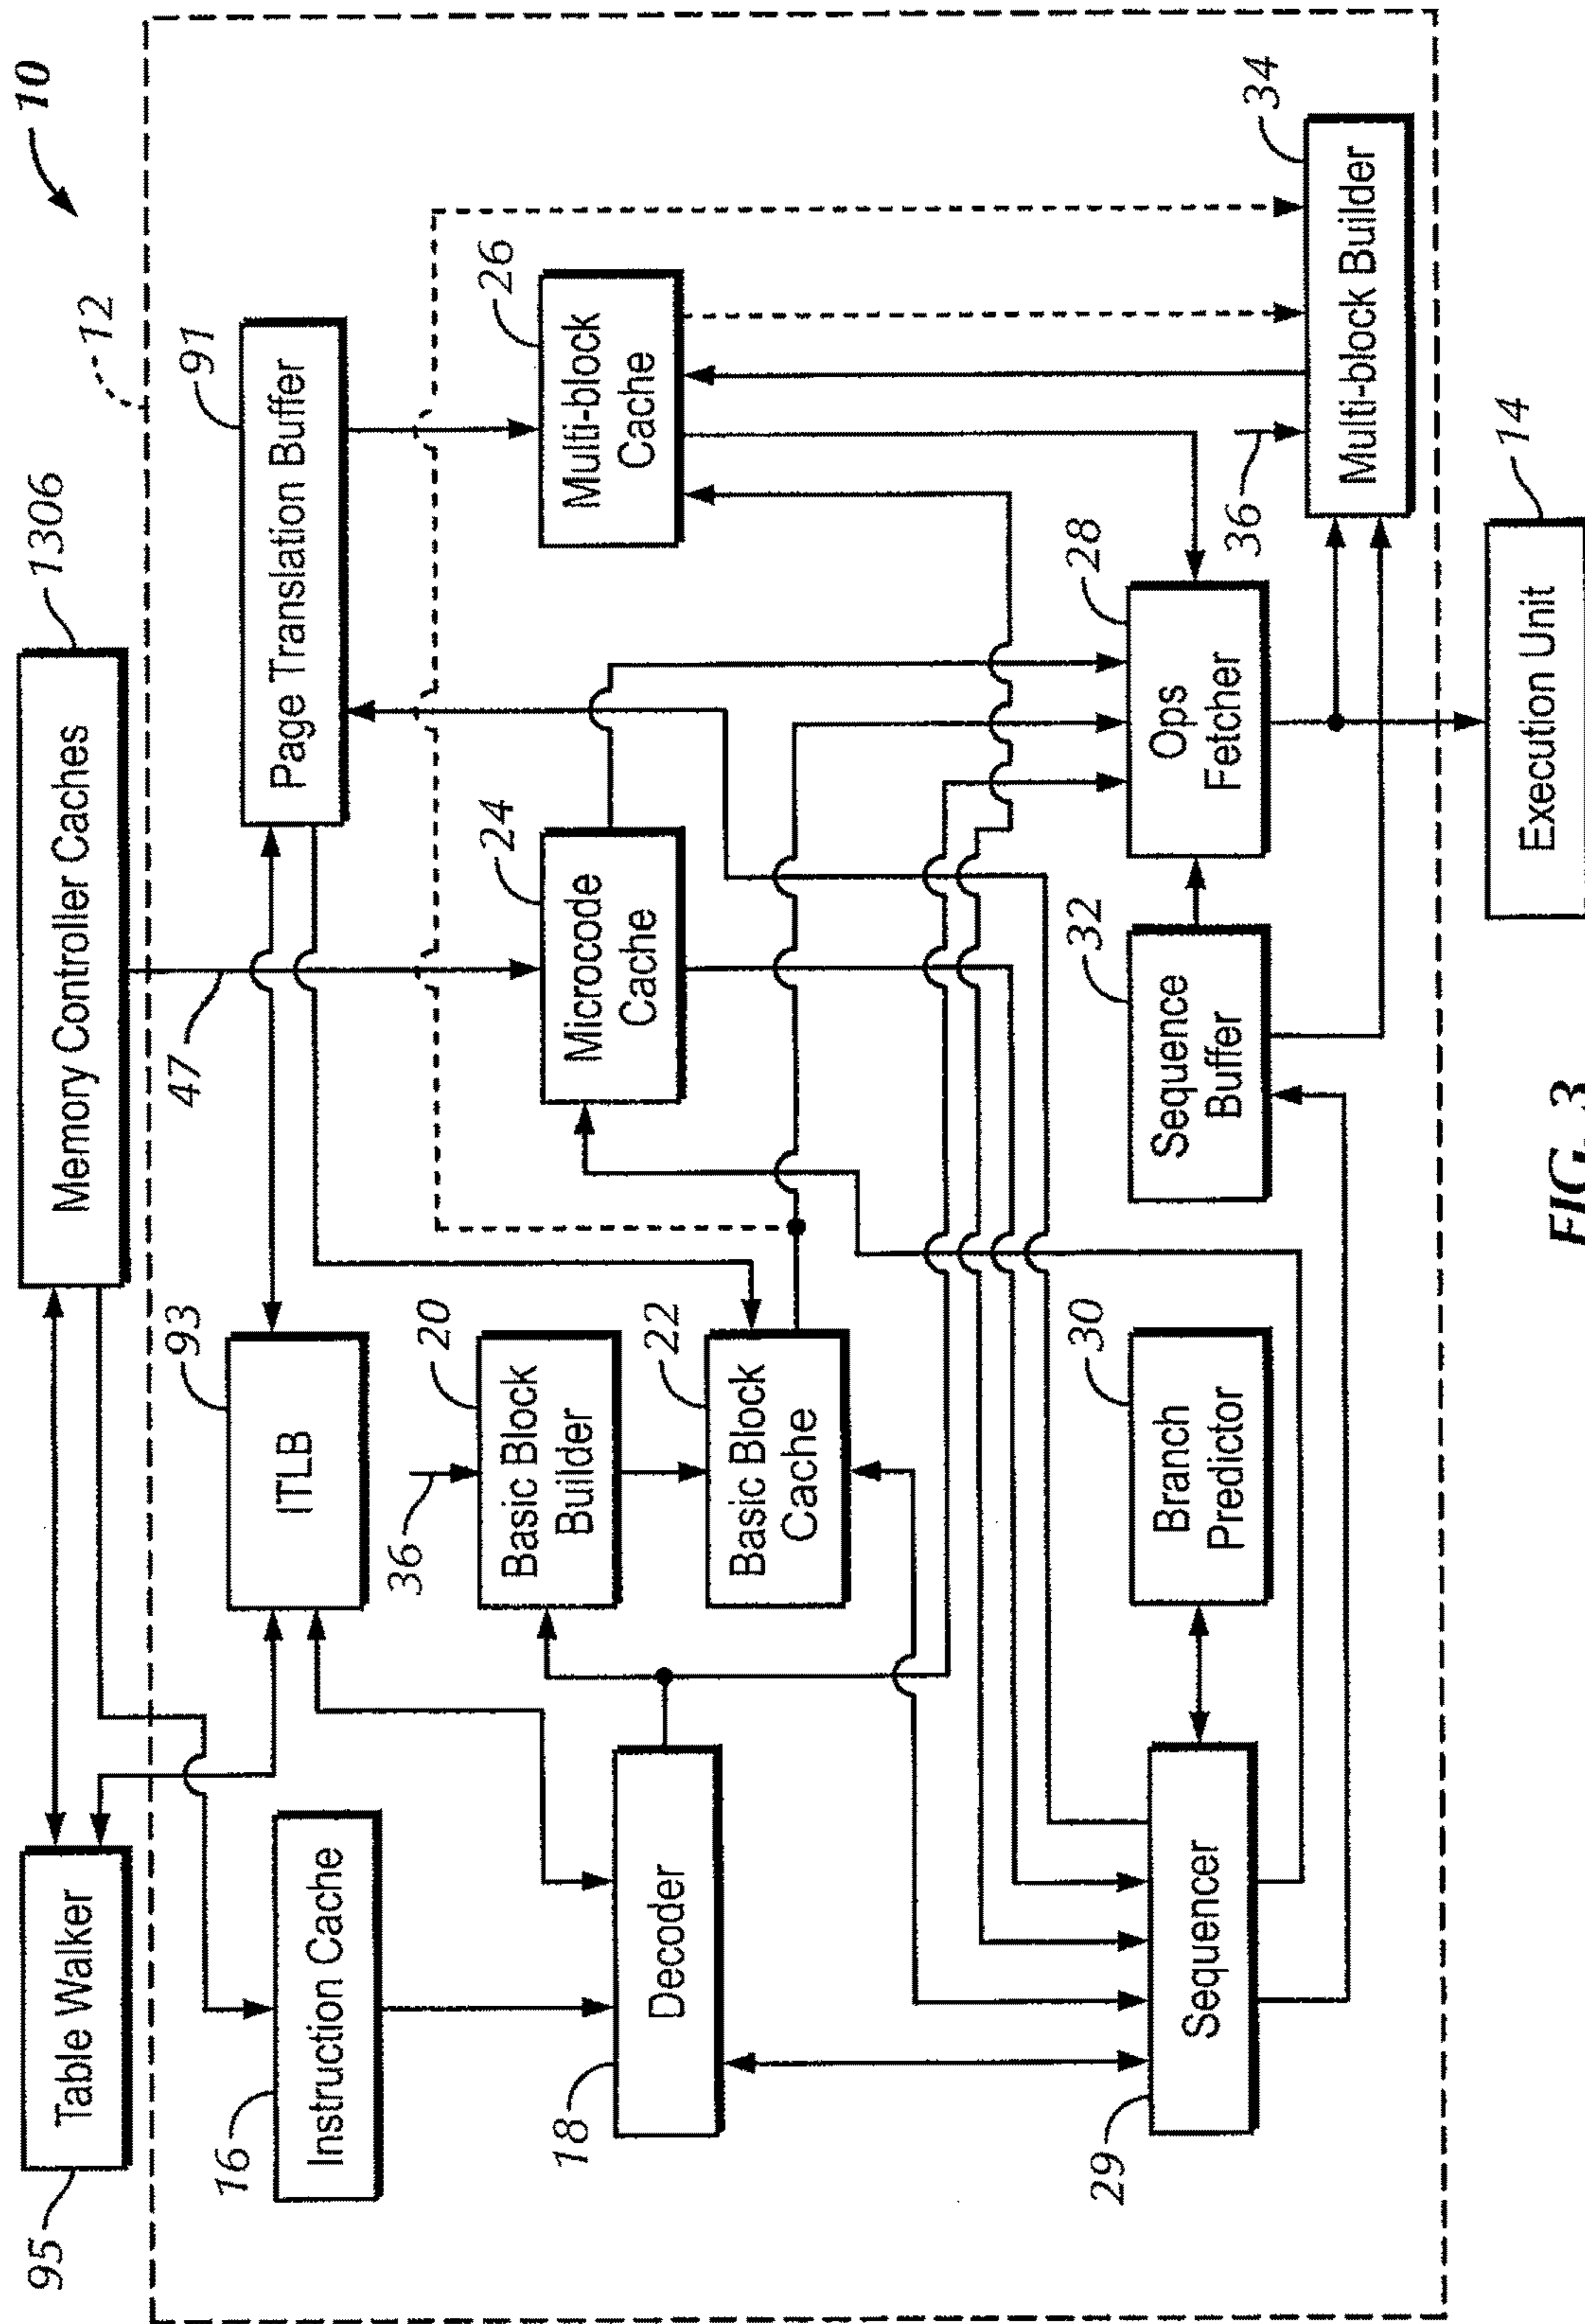 10
12
1306
Memory Controller Caches
95
Table Walker
47
91
Page Translation Buffer
93
ITLB
16
Instruction Cache
36
20
Basic Block
Builder
24
Microcode
Cache
26
Multi-block
Cache
22
Basic Block
Cache
18
Decoder
29
Sequencer
30
Branch
Predictor
32
Sequence
Buffer
28
Ops
Fetcher
36
34
Multi-block Builder
14
Execution Unit
FIG. 3